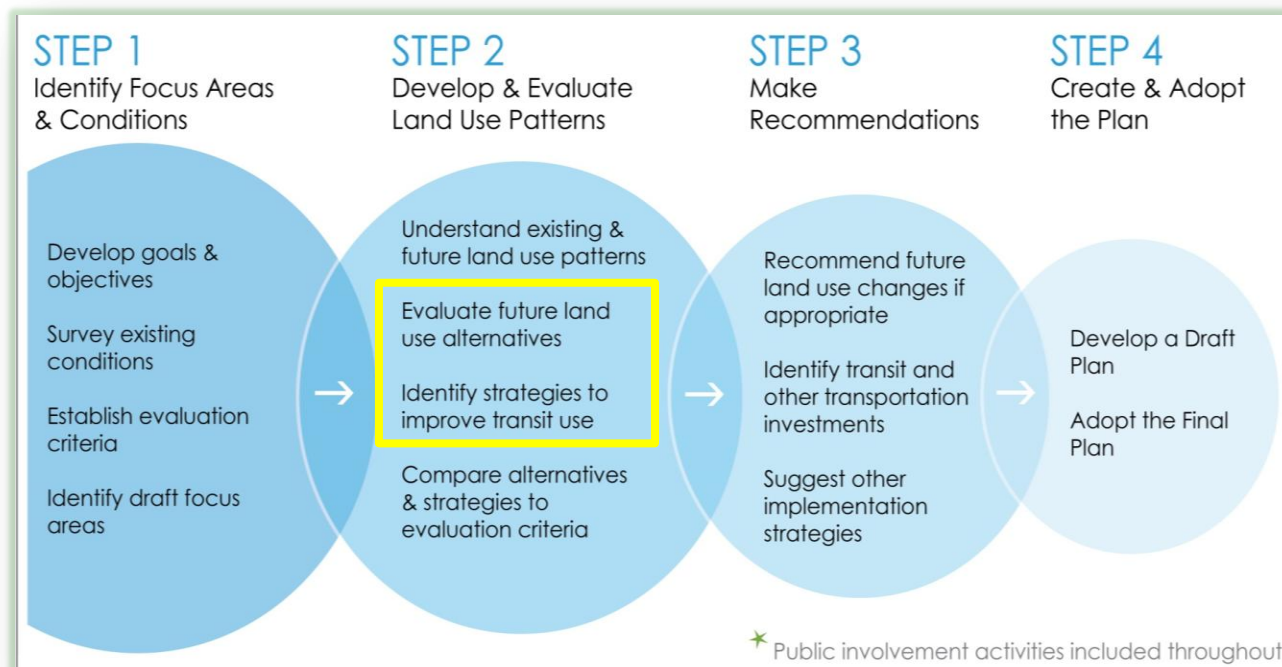 STEP 1
Identify Focus Areas
& Conditions
Develop goals &
objectives
Survey existing
conditions
Establish evaluation
criteria
Identify draft focus
areas
→
STEP 2
Develop & Evaluate
Land Use Patterns
Understand existing &
future land use patterns
Evaluate future land
use alternatives
Identify strategies to
improve transit use
Compare alternatives
& strategies to
evaluation criteria
→
STEP 3
Make
Recommendations
Recommend future
land use changes if
appropriate
Identify transit and
other transportation
investments
Suggest other
implementation
strategies
→
STEP 4
Create & Adopt
the Plan
Develop a Draft
Plan
Adopt the Final
Plan
* Public involvement activities included throughout